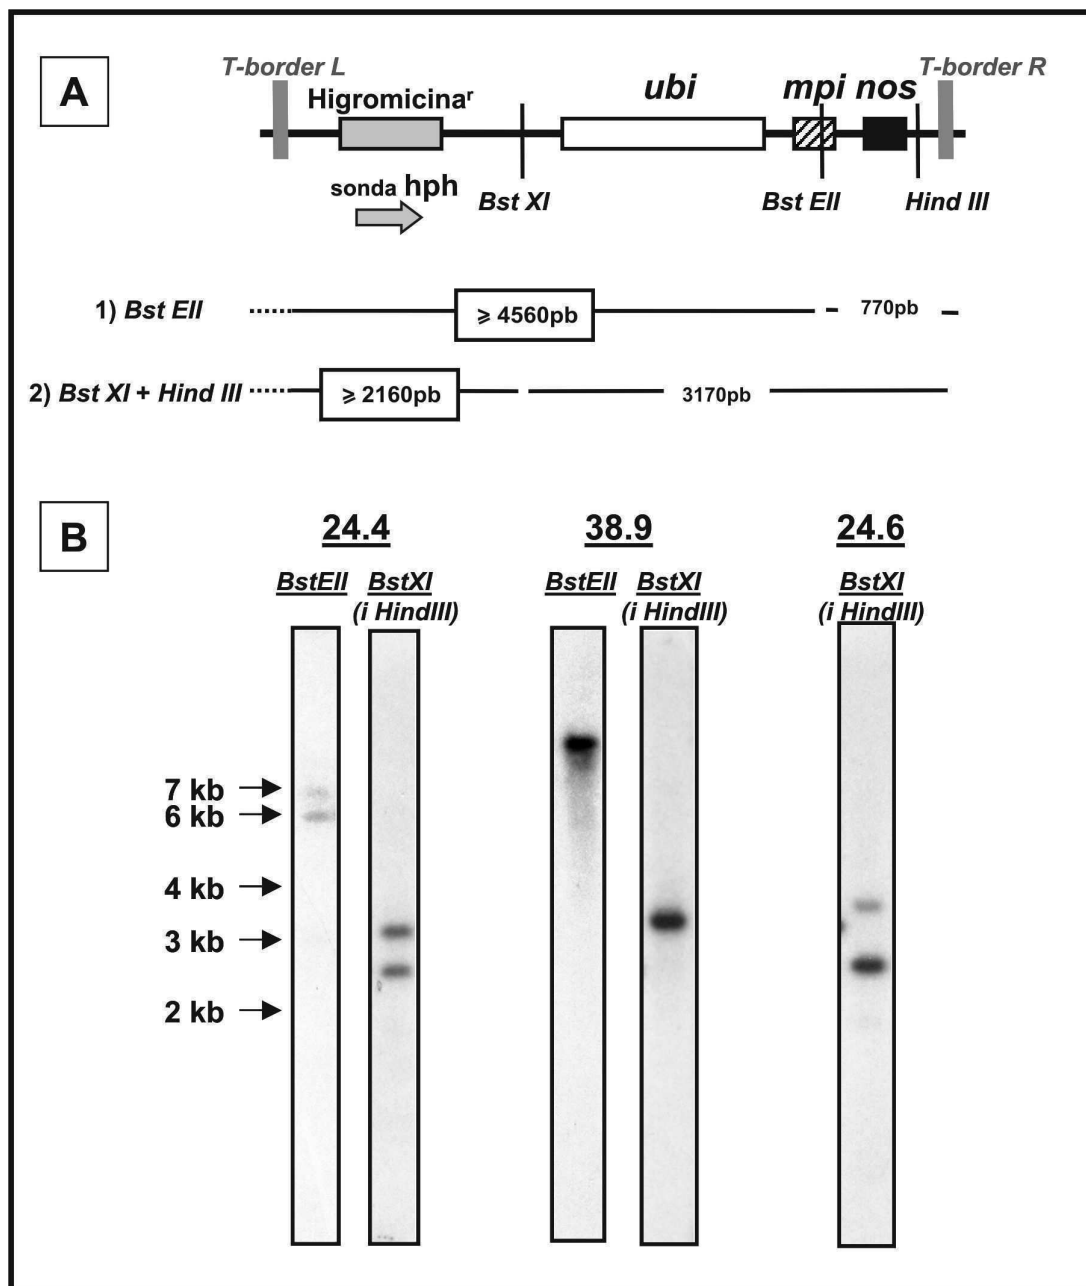 A
T-border L
T-border R
Higromicinaʳ
ubi
mpi
nos
sonda hph
Bst XI
Bst EII
Hind III
1) Bst EII
⩾ 4560pb
770pb
2) Bst XI + Hind III
⩾ 2160pb
3170pb
B
24.4
38.9
24.6
BstEII
BstXI
(i HindIII)
BstEII
BstXI
(i HindIII)
BstXI
(i HindIII)
7 kb
6 kb
4 kb
3 kb
2 kb